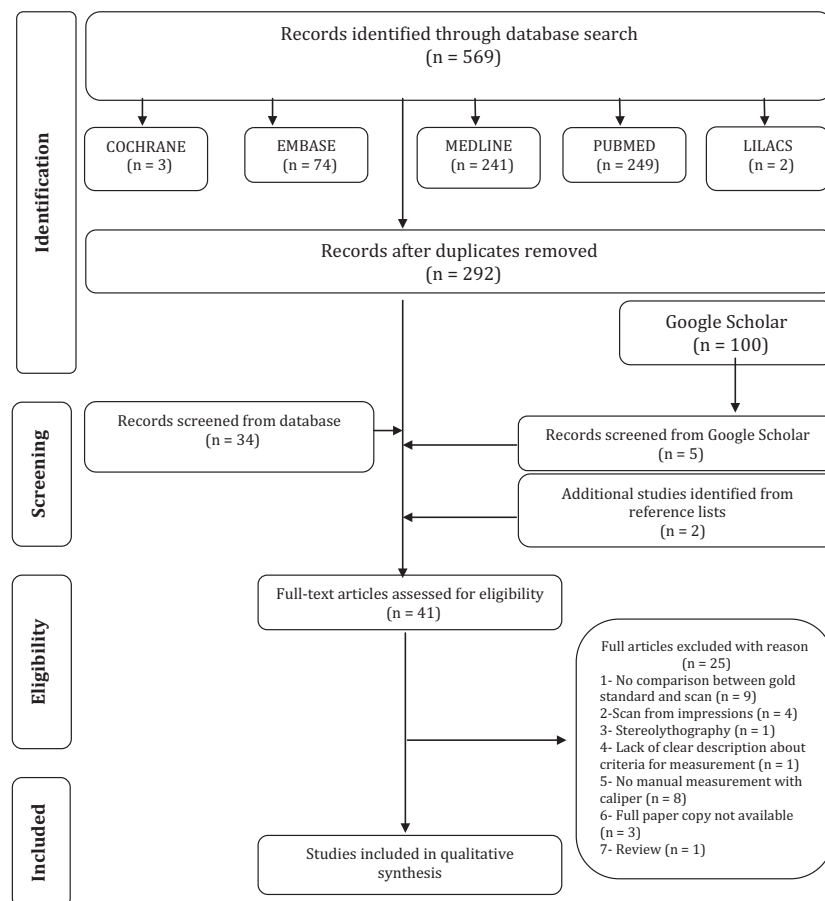 Identification
Records identified through database search
(n = 569)
COCHRANE
(n = 3)
EMBASE
(n = 74)
MEDLINE
(n = 241)
PUBMED
(n = 249)
LILACS
(n = 2)
Records after duplicates removed
(n = 292)
Google Scholar
(n = 100)
Screening
Records screened from database
(n = 34)
Records screened from Google Scholar
(n = 5)
Additional studies identified from
reference lists
(n = 2)
Eligibility
Full-text articles assessed for eligibility
(n = 41)
Full articles excluded with reason
(n = 25)
1- No comparison between gold
standard and scan (n = 9)
2-Scan from impressions (n = 4)
3- Stereolythography (n = 1)
4- Lack of clear description about
criteria for measurement (n = 1)
5- No manual measurement with
caliper (n = 8)
6- Full paper copy not available
(n = 3)
7- Review (n = 1)
Included
Studies included in qualitative
synthesis